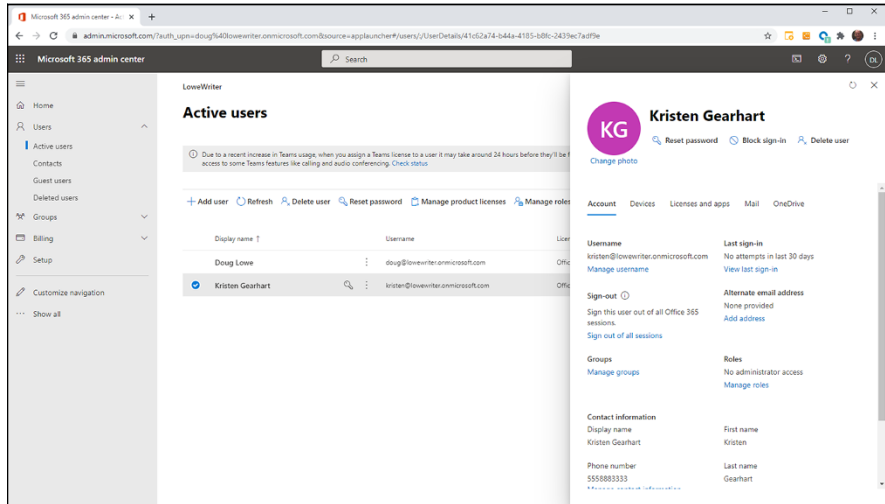 Microsoft 365 admin center - Ac
admin.microsoft.com/?auth_upn=doug%40lowewriter.onmicrosoft.com&source=applauncher#/users/:/UserDetails/41c62a74-b44a-4185-b8fc-2439ec7adf9e
Microsoft 365 admin center
Search
DL
Home
Users
Active users
Contacts
Guest users
Deleted users
Groups
Billing
Setup
Customize navigation
Show all
LoweWriter
Active users
Due to a recent increase in Teams usage, when you assign a Teams license to a user it may take around 24 hours before they'll be f
access to some Teams features like calling and audio conferencing. Check status
Add user Refresh Delete user Reset password Manage product licenses Manage roles
Display name ↑ Username Licen
Doug Lowe doug@lowewriter.onmicrosoft.com Offic
Kristen Gearhart kristen@lowewriter.onmicrosoft.com Offic
KG
Change photo
Kristen Gearhart
Reset password Block sign-in Delete user
Account Devices Licenses and apps Mail OneDrive
Username
kristen@lowewriter.onmicrosoft.com
Manage username
Last sign-in
No attempts in last 30 days
View last sign-in
Sign-out
Sign this user out of all Office 365
sessions.
Sign out of all sessions
Alternate email address
None provided
Add address
Groups
Manage groups
Roles
No administrator access
Manage roles
Contact information
Display name
Kristen Gearhart
First name
Kristen
Phone number
5558883333
Manage contact information
Last name
Gearhart